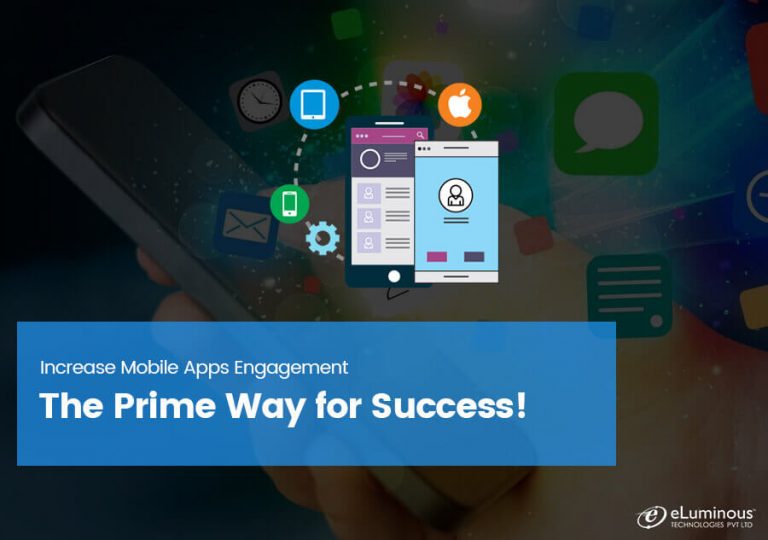 Increase Mobile Apps Engagement
The Prime Way for Success!
eLuminous
TECHNOLOGIES PVT LTD